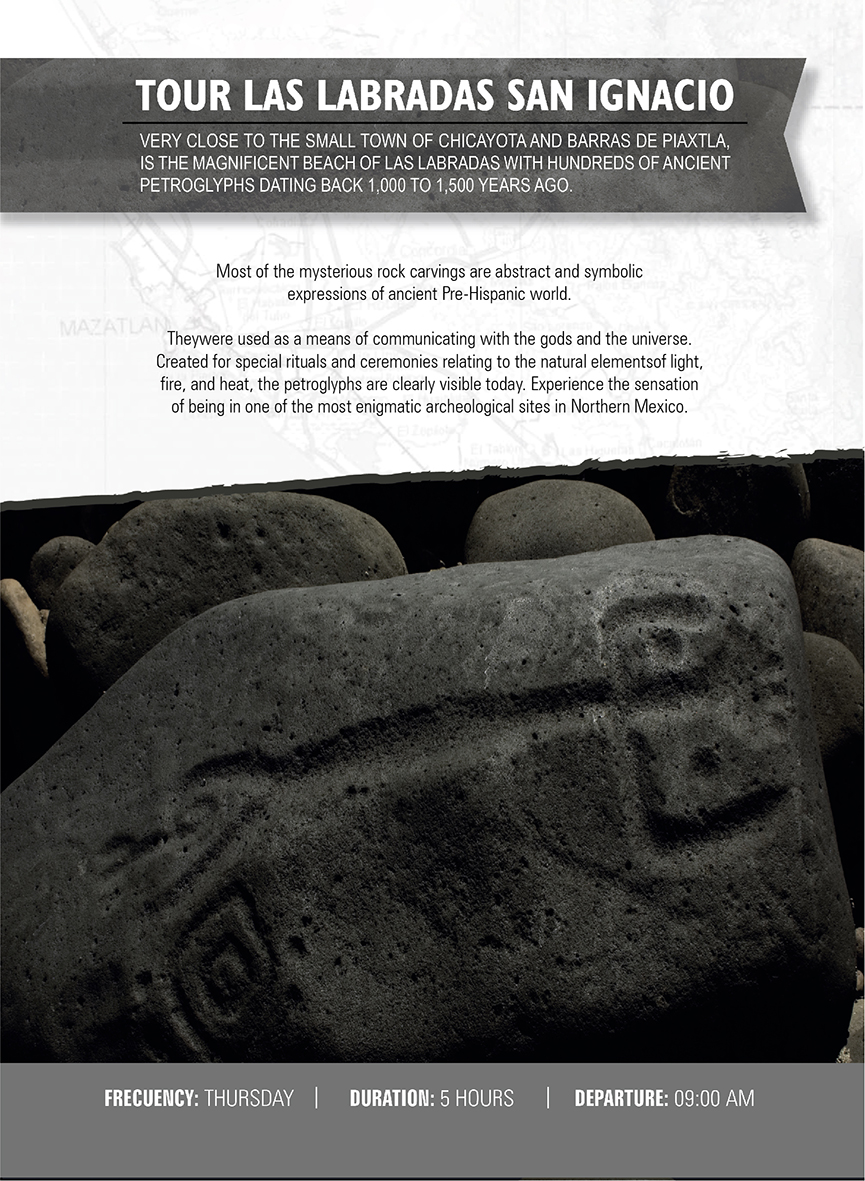 TOUR LAS LABRADAS SAN IGNACIO
VERY CLOSE TO THE SMALL TOWN OF CHICAYOTA AND BARRAS DE PIAXTLA,
IS THE MAGNIFICENT BEACH OF LAS LABRADAS WITH HUNDREDS OF ANCIENT
PETROGLYPHS DATING BACK 1,000 TO 1,500 YEARS AGO.
Most of the mysterious rock carvings are abstract and symbolic
expressions of ancient Pre-Hispanic world.
MAZATLAN
Theywere used as a means of communicating with the gods and the universe.
Created for special rituals and ceremonies relating to the natural elementsof light,
fire, and heat, the petroglyphs are clearly visible today. Experience the sensation
of being in one of the most enigmatic archeological sites in Northern Mexico.
FRECUENCY: THURSDAY | DURATION: 5 HOURS | DEPARTURE: 09:00 AM